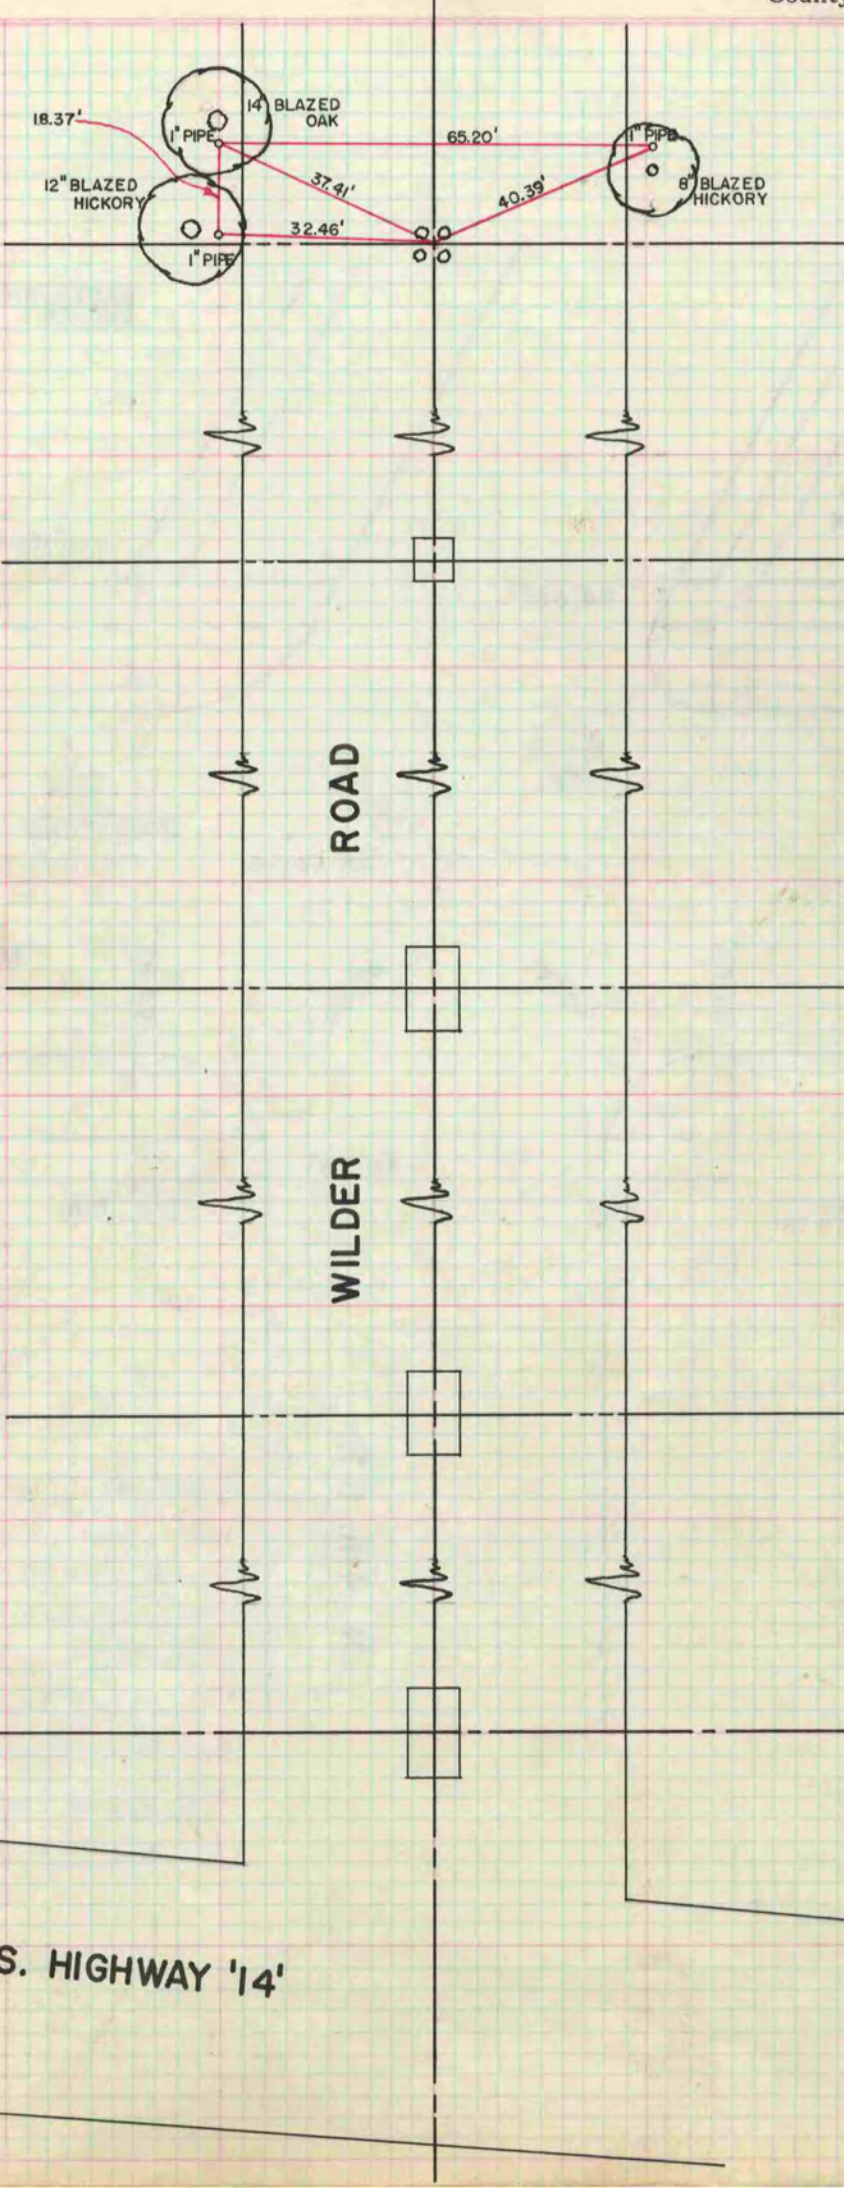 County
14" BLAZED
OAK
18.37'
1" PIPE
65.20'
1" PIPE
37.41'
40.39'
12" BLAZED
HICKORY
8" BLAZED
HICKORY
32.46'
1" PIPE
WILDER ROAD
S. HIGHWAY '14'